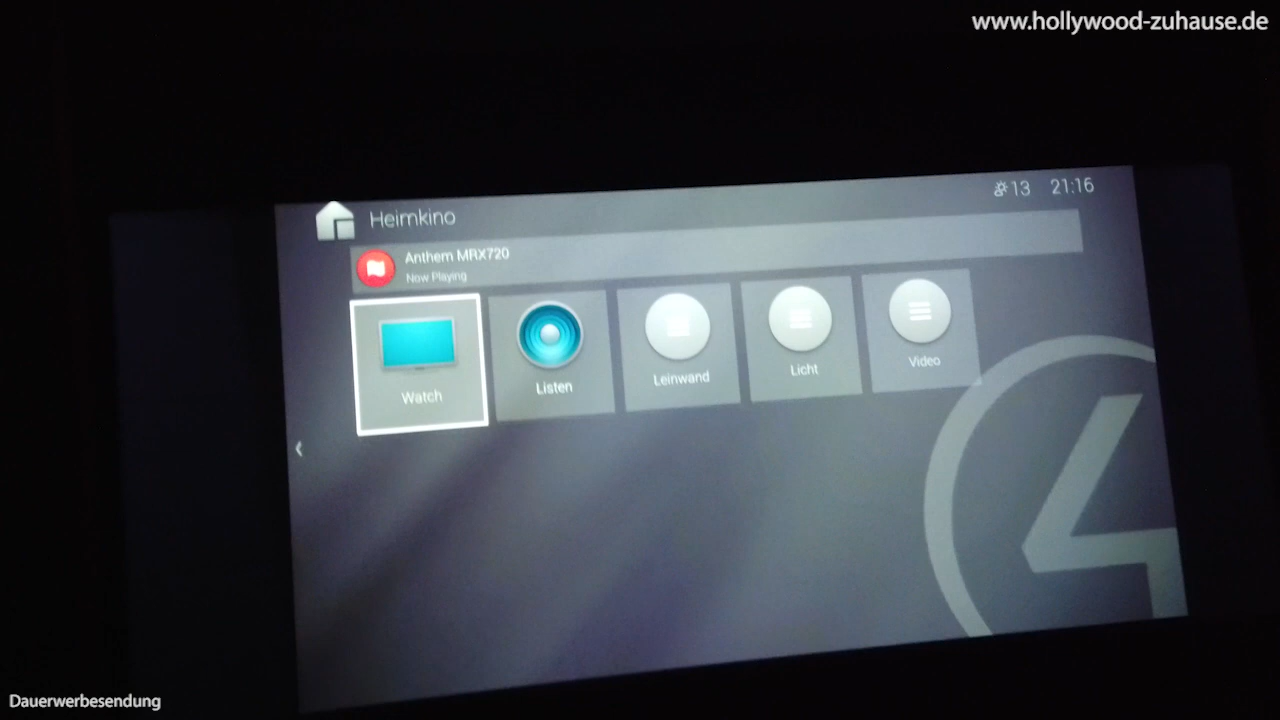 www.hollywood-zuhause.de
13 21:16
Heimkino
Anthem MRX720
Now Playing
Watch
Listen
Leinwand
Licht
Video
Dauerwerbesendung